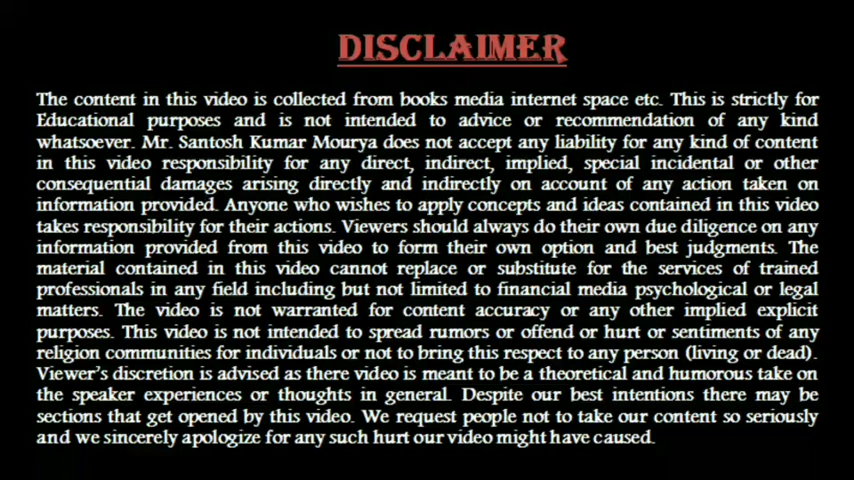 DISCLAIMER
The content in this video is collected from books media internet space etc. This is strictly for
Educational purposes and is not intended to advice or recommendation of any kind
whatsoever. Mr. Santosh Kumar Mourya does not accept any liability for any kind of content
in this video responsibility for any direct, indirect, implied, special incidental or other
consequential damages arising directly and indirectly on account of any action taken on
information provided. Anyone who wishes to apply concepts and ideas contained in this video
takes responsibility for their actions. Viewers should always do their own due diligence on any
information provided from this video to form their own option and best judgments. The
material contained in this video cannot replace or substitute for the services of trained
professionals in any field including but not limited to financial media psychological or legal
matters. The video is not warranted for content accuracy or any other implied explicit
purposes. This video is not intended to spread rumors or offend or hurt or sentiments of any
religion communities for individuals or not to bring this respect to any person (living or dead).
Viewer's discretion is advised as there video is meant to be a theoretical and humorous take on
the speaker experiences or thoughts in general. Despite our best intentions there may be
sections that get opened by this video. We request people not to take our content so seriously
and we sincerely apologize for any such hurt our video might have caused.